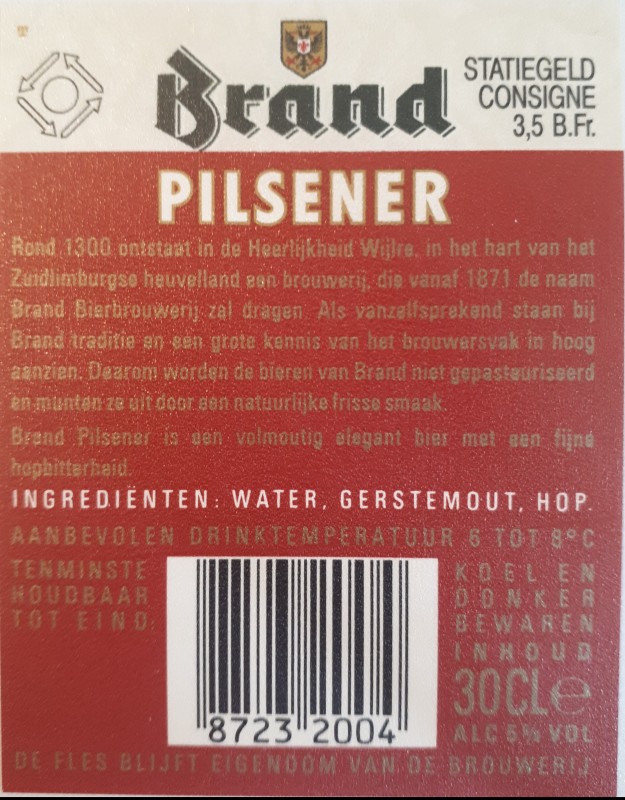 Brand
STATIEGELD
CONSIGNE
3,5 B.Fr.
PILSENER
Rond 1300 ontstaat in de Heerlijkheid Wijlre, in het hart van het
Zuidlimburgse heuvelland een brouwerij, die vanaf 1871 de naam
Brand Bierbrouwerij zal dragen. Als vanzelfsprekend staan bij
Brand traditie en een grote kennis van het brouwersvak in hoog
aanzien. Daarom worden de bieren van Brand niet gepasteuriseerd
en munten ze uit door een natuurlijke frisse smaak.
Brand Pilsener is een volmoutig elegant bier met een fijne
hopbitterheid.
INGREDIËNTEN: WATER, GERSTEMOUT, HOP.
AANBEVOLEN DRINKTEMPERATUUR 6 TOT 8°C
TENMINSTE
HOUDBAAR
TOT EIND:
KOEL EN
DONKER
BEWAREN
INHOUD
30CL℮
ALC 5% VOL
8723 2004
DE FLES BLIJFT EIGENDOM VAN DE BROUWERIJ